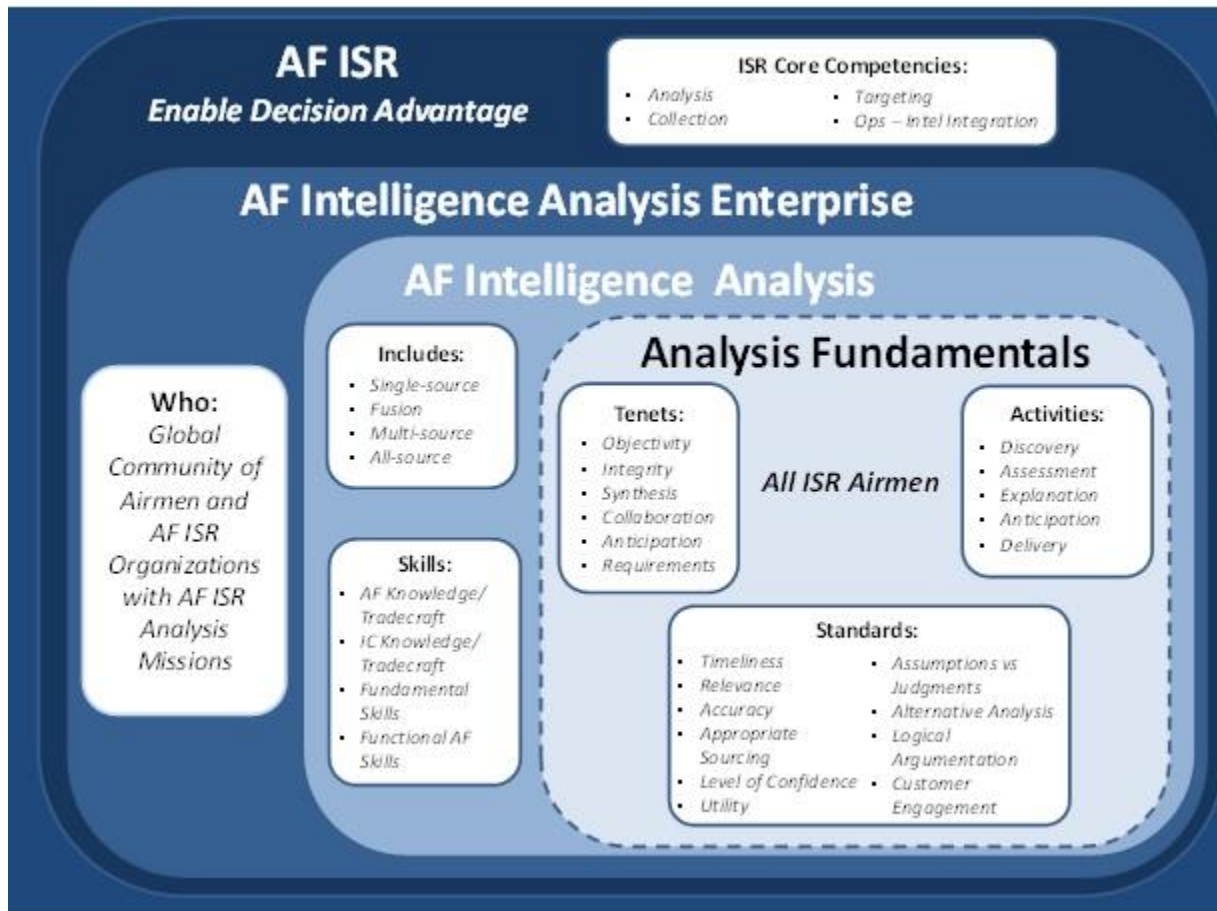 AF ISR
Enable Decision Advantage
ISR Core Competencies:
▪ Analysis
▪ Collection
▪ Targeting
▪ Ops – Intel Integration
AF Intelligence Analysis Enterprise
AF Intelligence Analysis
Who:
Global
Community of
Airmen and
AF ISR
Organizations
with AF ISR
Analysis
Missions
Includes:
▪ Single-source
▪ Fusion
▪ Multi-source
▪ All-source
Skills:
▪ AF Knowledge/
Tradecraft
▪ IC Knowledge/
Tradecraft
▪ Fundamental
Skills
▪ Functional AF
Skills
Analysis Fundamentals
Tenets:
▪ Objectivity
▪ Integrity
▪ Synthesis
▪ Collaboration
▪ Anticipation
▪ Requirements
All ISR Airmen
Activities:
▪ Discovery
▪ Assessment
▪ Explanation
▪ Anticipation
▪ Delivery
Standards:
▪ Timeliness
▪ Relevance
▪ Accuracy
▪ Appropriate
Sourcing
▪ Level of Confidence
▪ Utility
▪ Assumptions vs
Judgments
▪ Alternative Analysis
▪ Logical
Argumentation
▪ Customer
Engagement